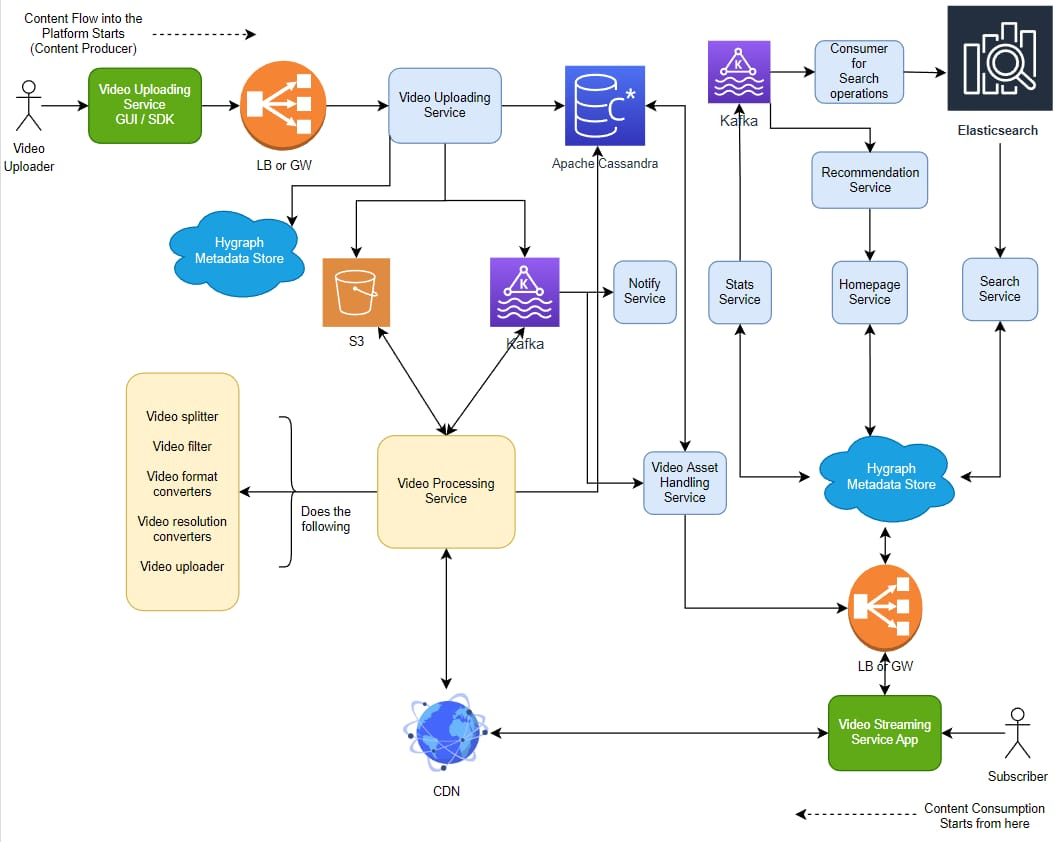 Content Flow into the
Platform Starts
(Content Producer)
Video
Uploader
Video Uploading
Service
GUI / SDK
LB or GW
Video Uploading
Service
C*
Apache Cassandra
K
Kafka
Consumer
for
Search
operations
Elasticsearch
Recommendation
Service
Hygraph
Metadata Store
S3
K
Kafka
Notify
Service
Stats
Service
Homepage
Service
Search
Service
Video splitter
Video filter
Video format
converters
Video resolution
converters
Video uploader
Does the
following
Video Processing
Service
Video Asset
Handling
Service
Hygraph
Metadata Store
LB or GW
CDN
Video Streaming
Service App
Subscriber
Content Consumption
Starts from here